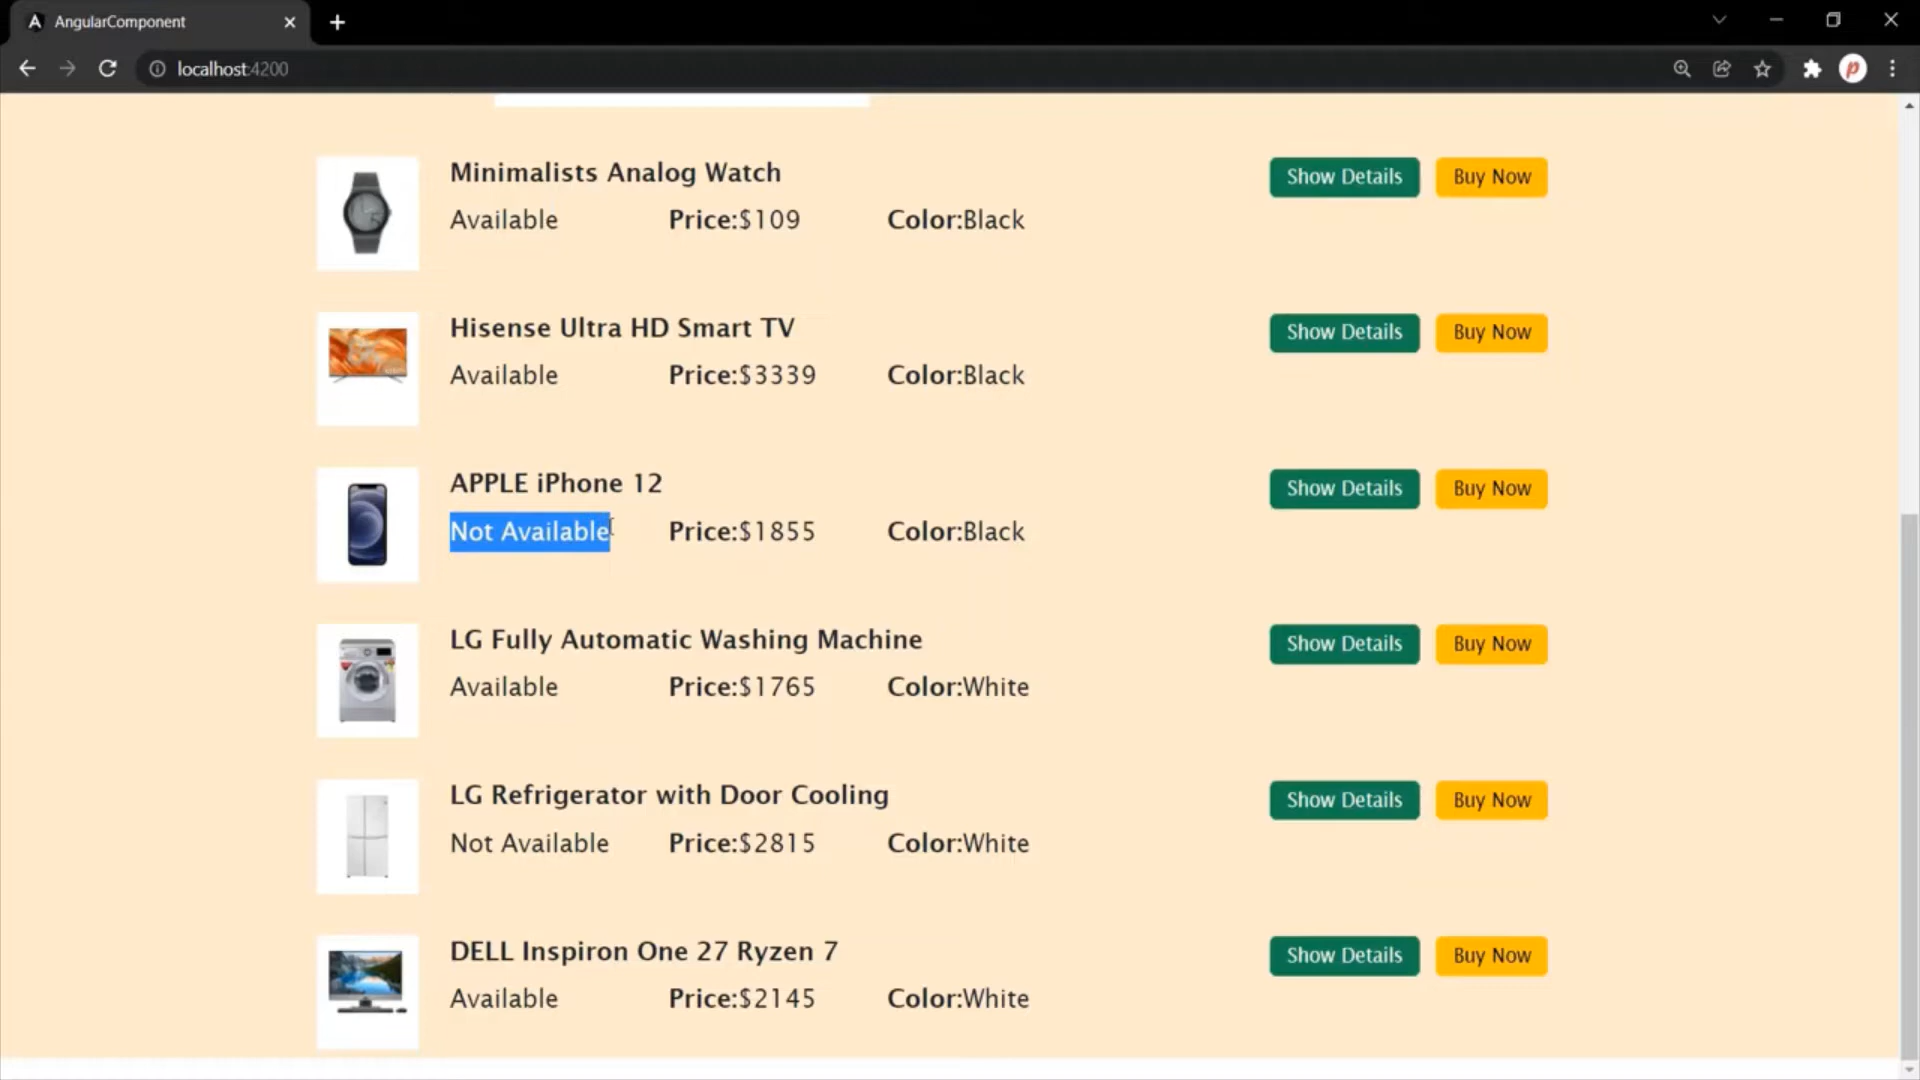 AngularComponent
localhost:4200
Minimalists Analog Watch
Available Price:$109 Color:Black
Show Details Buy Now
Hisense Ultra HD Smart TV
Available Price:$3339 Color:Black
Show Details Buy Now
APPLE iPhone 12
Not Available Price:$1855 Color:Black
Show Details Buy Now
LG Fully Automatic Washing Machine
Available Price:$1765 Color:White
Show Details Buy Now
LG Refrigerator with Door Cooling
Not Available Price:$2815 Color:White
Show Details Buy Now
DELL Inspiron One 27 Ryzen 7
Available Price:$2145 Color:White
Show Details Buy Now